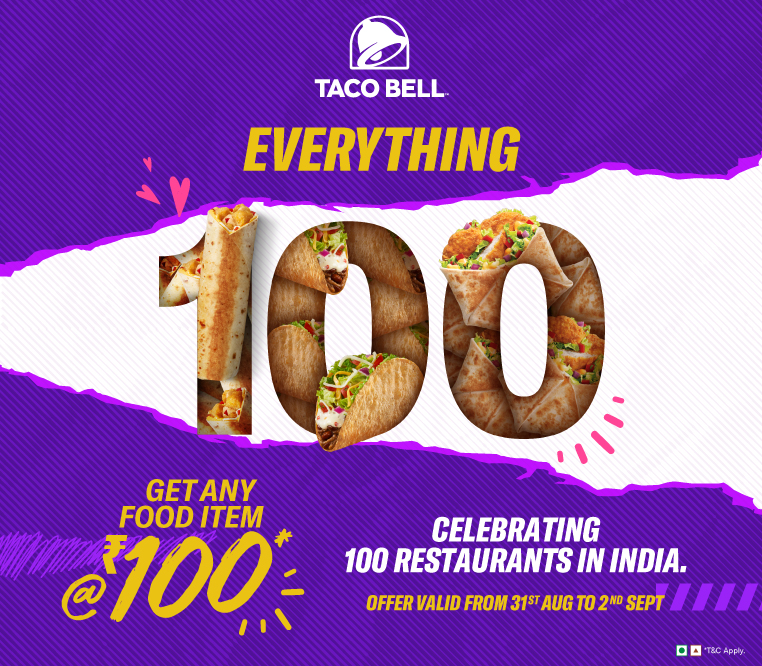 TACO BELL™
EVERYTHING
100
GET ANY
FOOD ITEM
@₹100*
CELEBRATING
100 RESTAURANTS IN INDIA.
OFFER VALID FROM 31ST AUG TO 2ND SEPT
*T&C Apply.